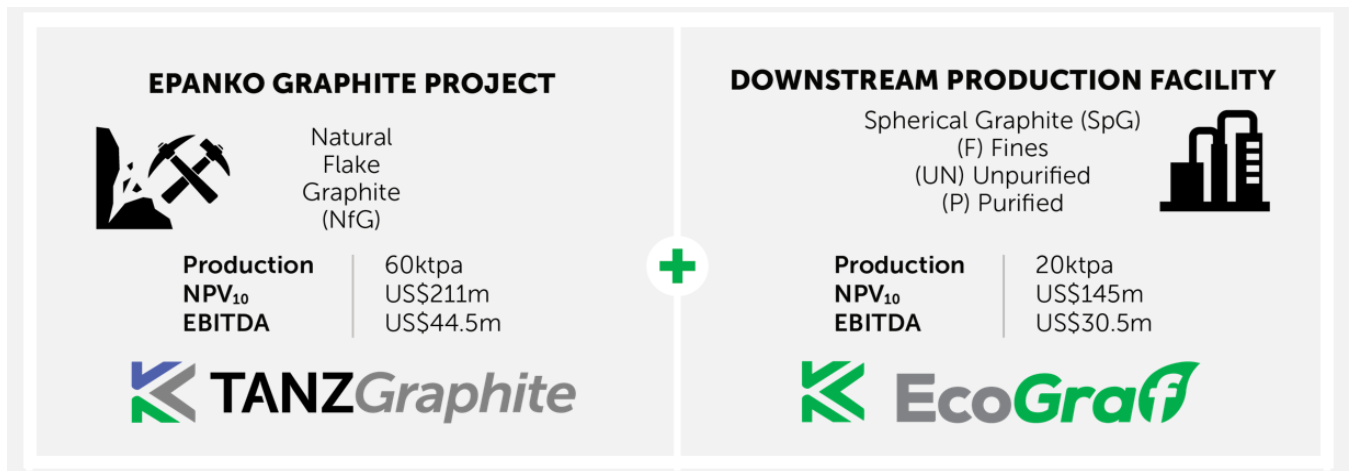 EPANKO GRAPHITE PROJECT
Natural
Flake
Graphite
(NfG)
Production 60ktpa
NPV₁₀ US$211m
EBITDA US$44.5m
TANZGraphite
+
DOWNSTREAM PRODUCTION FACILITY
Spherical Graphite (SpG)
(F) Fines
(UN) Unpurified
(P) Purified
Production 20ktpa
NPV₁₀ US$145m
EBITDA US$30.5m
EcoGraf